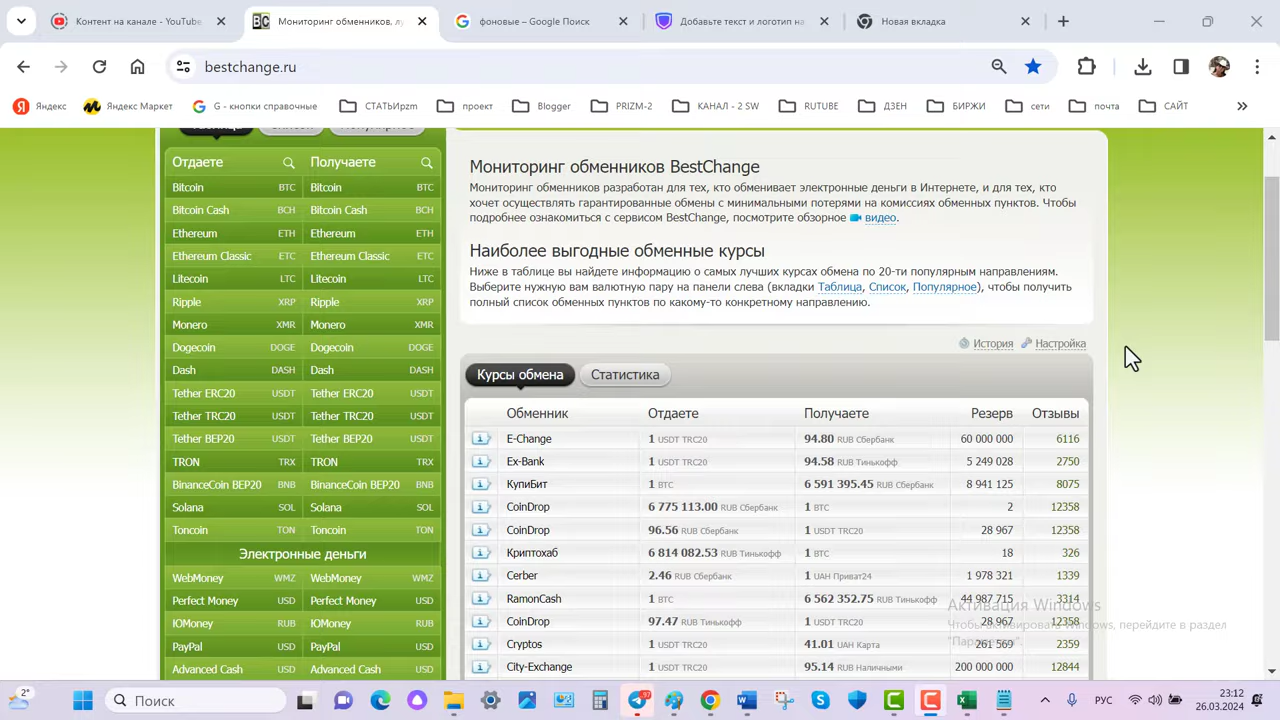 Контент на канале - YouTube
Мониторинг обменников, лу
фоновые – Google Поиск
Добавьте текст и логотип на
Новая вкладка
bestchange.ru
Яндекс
Яндекс Маркет
G - кнопки справочные
СТАТЬИрzm
проект
Blogger
PRIZM-2
КАНАЛ - 2 SW
RUTUBE
ДЗЕН
БИРЖИ
сети
почта
САЙТ
Таблица Список Популярное
Отдаете Получаете
Bitcoin BTC Bitcoin BTC
Bitcoin Cash BCH Bitcoin Cash BCH
Ethereum ETH Ethereum ETH
Ethereum Classic ETC Ethereum Classic ETC
Litecoin LTC Litecoin LTC
Ripple XRP Ripple XRP
Monero XMR Monero XMR
Dogecoin DOGE Dogecoin DOGE
Dash DASH Dash DASH
Tether ERC20 USDT Tether ERC20 USDT
Tether TRC20 USDT Tether TRC20 USDT
Tether BEP20 USDT Tether BEP20 USDT
TRON TRX TRON TRX
BinanceCoin BEP20 BNB BinanceCoin BEP20 BNB
Solana SOL Solana SOL
Toncoin TON Toncoin TON
Электронные деньги
WebMoney WMZ WebMoney WMZ
Perfect Money USD Perfect Money USD
ЮMoney RUB ЮMoney RUB
PayPal USD PayPal USD
Advanced Cash USD Advanced Cash USD
Мониторинг обменников BestChange
Мониторинг обменников разработан для тех, кто обменивает электронные деньги в Интернете, и для тех, кто
хочет осуществлять гарантированные обмены с минимальными потерями на комиссиях обменных пунктов. Чтобы
подробнее ознакомиться с сервисом BestChange, посмотрите обзорное видео.
Наиболее выгодные обменные курсы
Ниже в таблице вы найдете информацию о самых лучших курсах обмена по 20-ти популярным направлениям.
Выберите нужную вам валютную пару на панели слева (вкладки Таблица, Список, Популярное), чтобы получить
полный список обменных пунктов по какому-то конкретному направлению.
История Настройка
Курсы обмена Статистика
Обменник Отдаете Получаете Резерв Отзывы
E-Change 1 USDT TRC20 94.80 RUB Сбербанк 60 000 000 6116
Ex-Bank 1 USDT TRC20 94.58 RUB Тинькофф 5 249 028 2750
КупиБит 1 BTC 6 591 395.45 RUB Сбербанк 8 941 125 8075
CoinDrop 6 775 113.00 RUB Сбербанк 1 BTC 2 12358
CoinDrop 96.56 RUB Сбербанк 1 USDT TRC20 28 967 12358
Криптохаб 6 814 082.53 RUB Тинькофф 1 BTC 18 326
Cerber 2.46 RUB Сбербанк 1 UAH Приват24 1 978 321 1339
RamonCash 1 BTC 6 562 352.75 RUB Тинькофф 44 987 715 3314
CoinDrop 97.47 RUB Тинькофф 1 USDT TRC20 28 967 12358
Cryptos 1 USDT TRC20 41.01 UAH Карта 261 569 2359
City-Exchange 1 USDT TRC20 95.14 RUB Наличными 200 000 000 12844
Активация Windows
Чтобы активировать Windows, перейдите в раздел
"Параметры".
2°
Поиск
97
РУС
23:12
26.03.2024